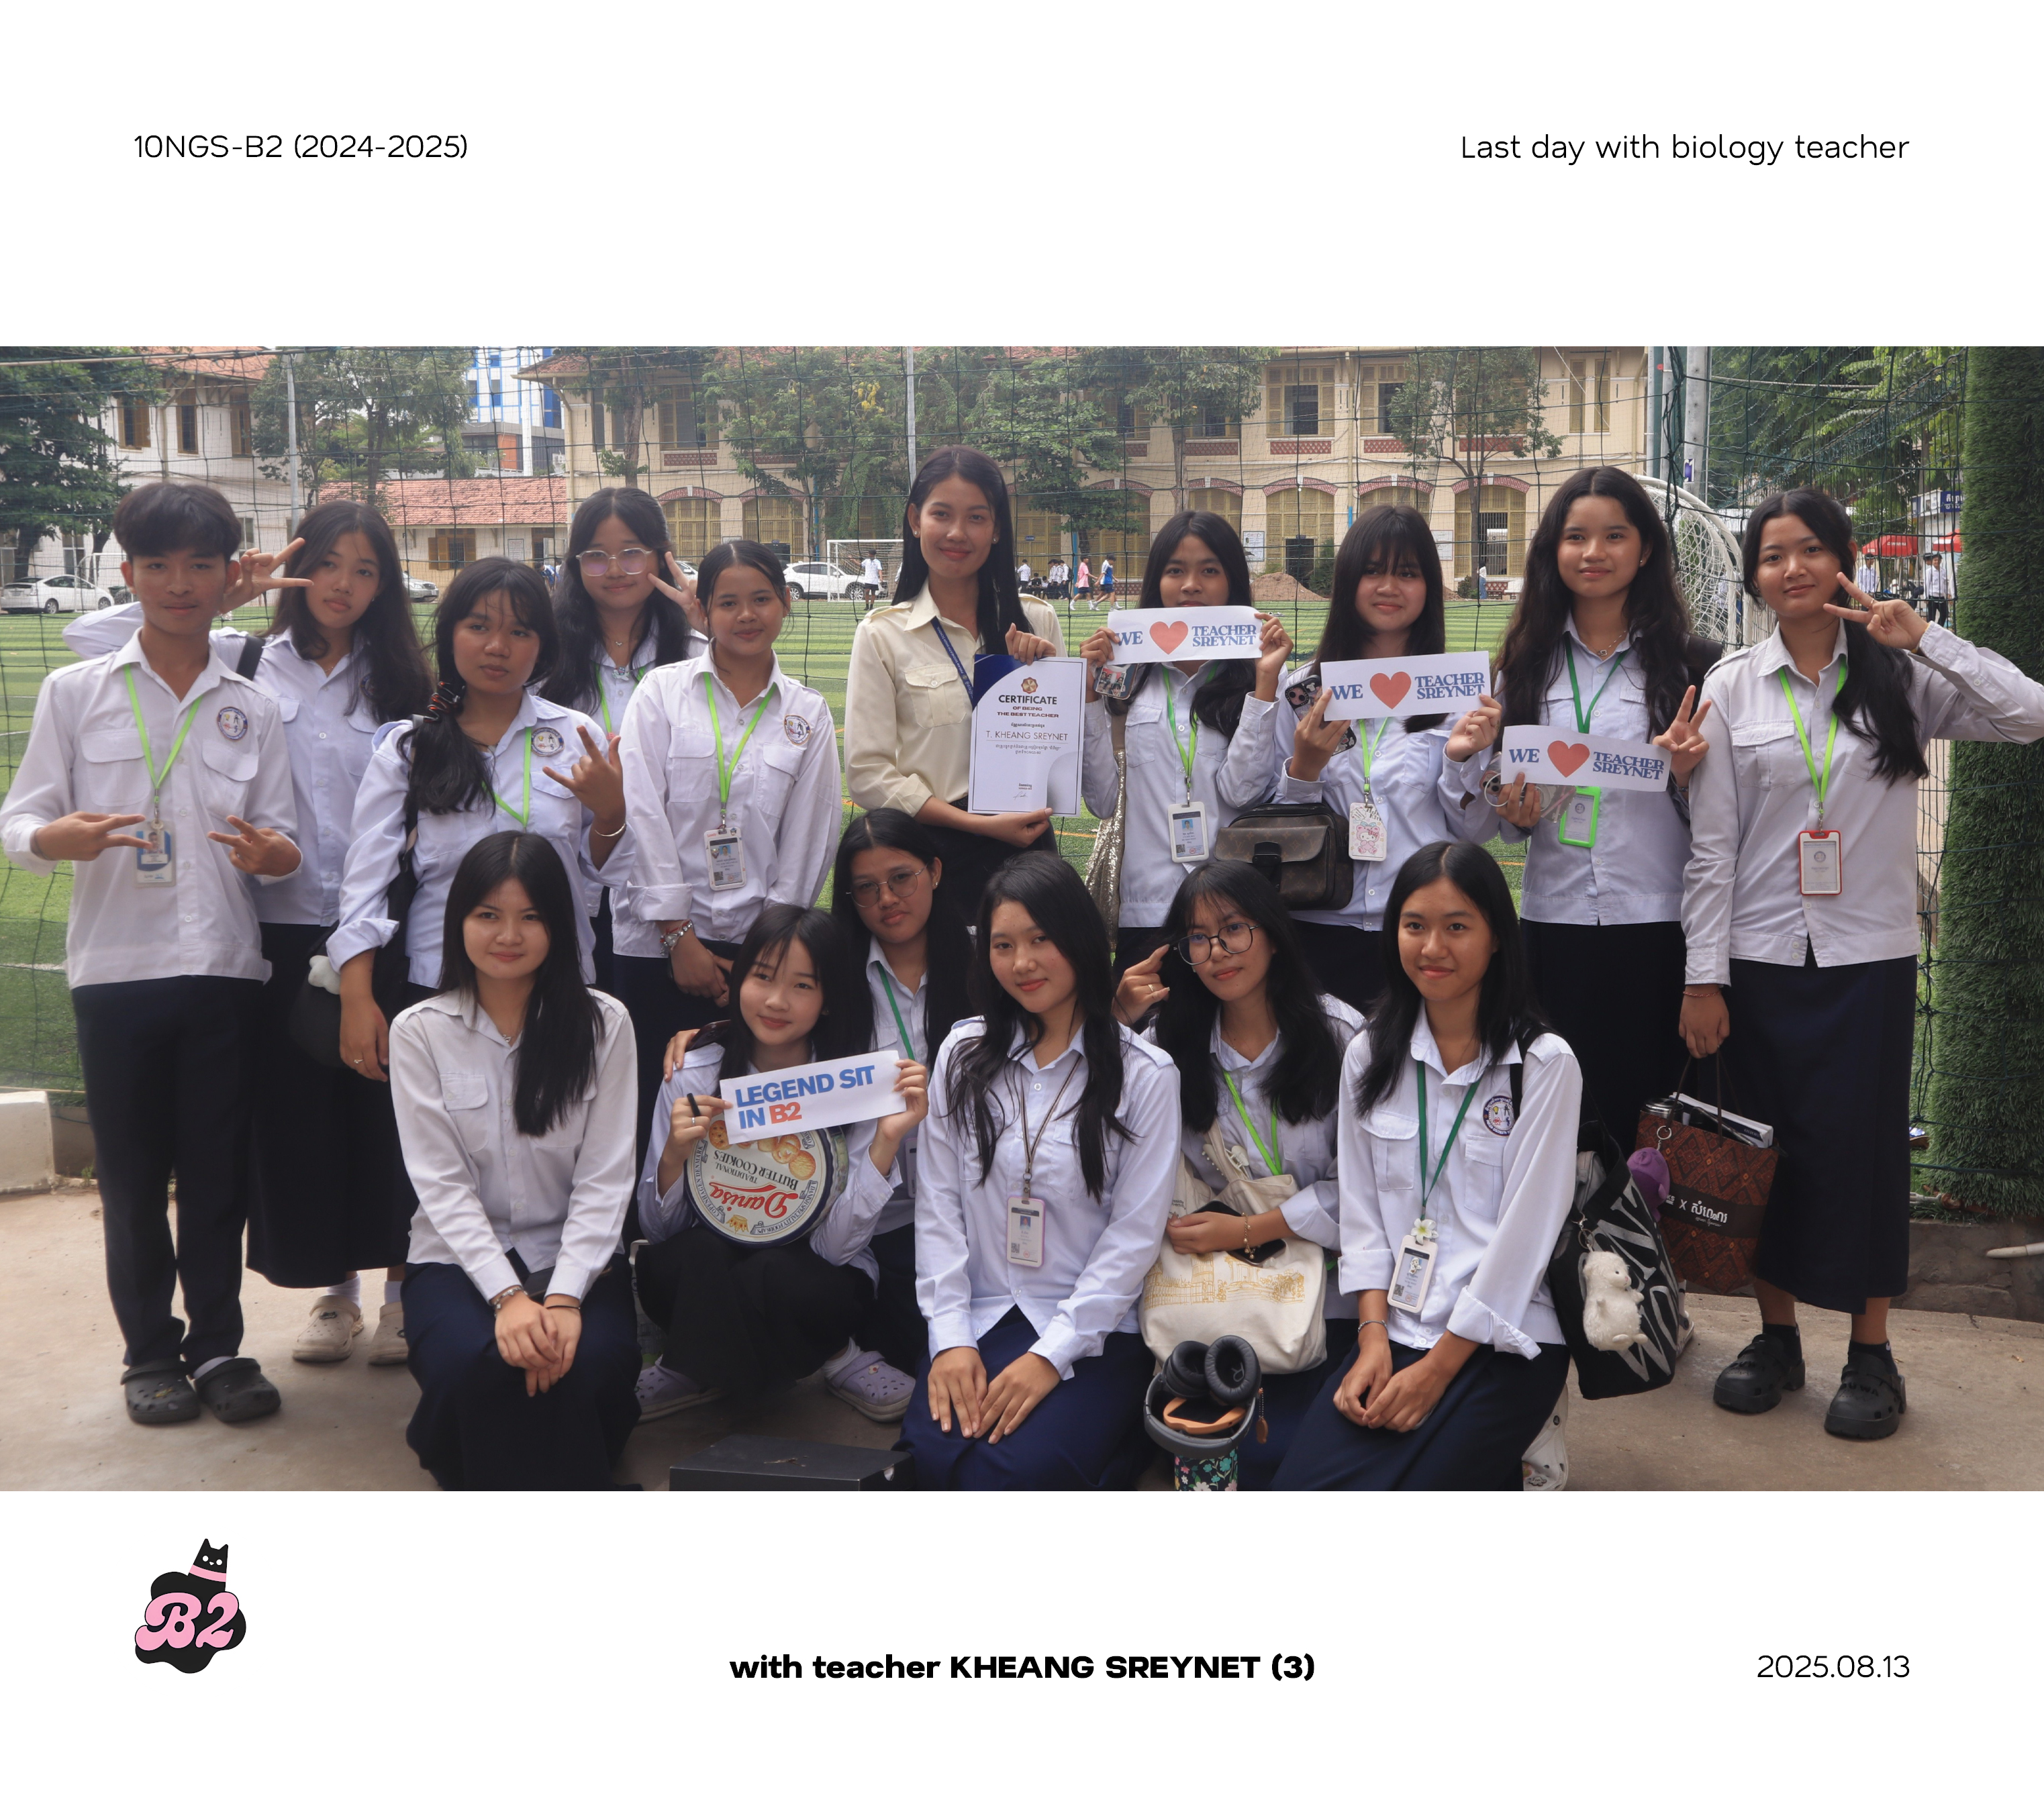 10NGS-B2 (2024-2025)
Last day with biology teacher
CERTIFICATE
OF BEING
THE BEST TEACHER
T. KHEANG SREYNET
WE ❤ TEACHER
SREYNET
WE ❤ TEACHER
SREYNET
WE ❤ TEACHER
SREYNET
LEGEND SIT
IN B2
Danisa
TRADITIONAL
BUTTER COOKIES
B2
with teacher KHEANG SREYNET (3)
2025.08.13